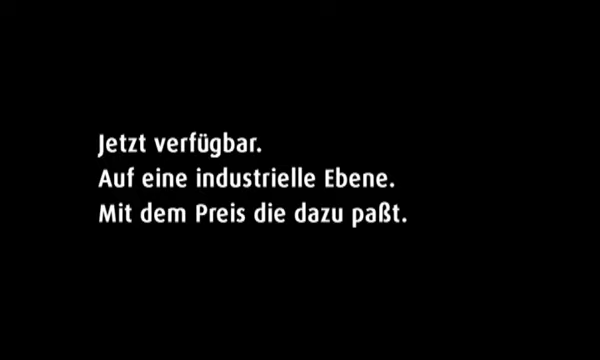 Jetzt verfügbar.
Auf eine industrielle Ebene.
Mit dem Preis die dazu paßt.